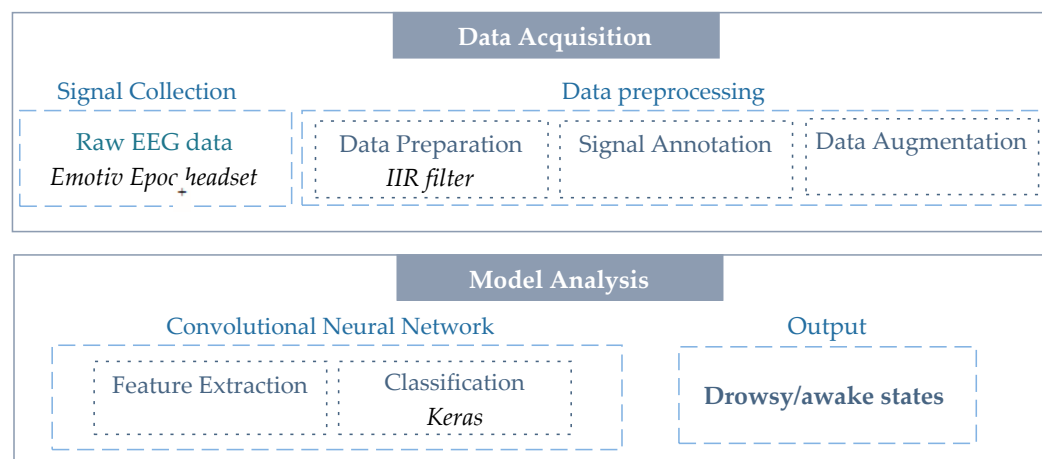 Data Acquisition
Signal Collection
Data preprocessing
Raw EEG data
Emotiv Epoc+ headset
Data Preparation
IIR filter
Signal Annotation
Data Augmentation
Model Analysis
Convolutional Neural Network
Output
Feature Extraction
Classification
Keras
Drowsy/awake states